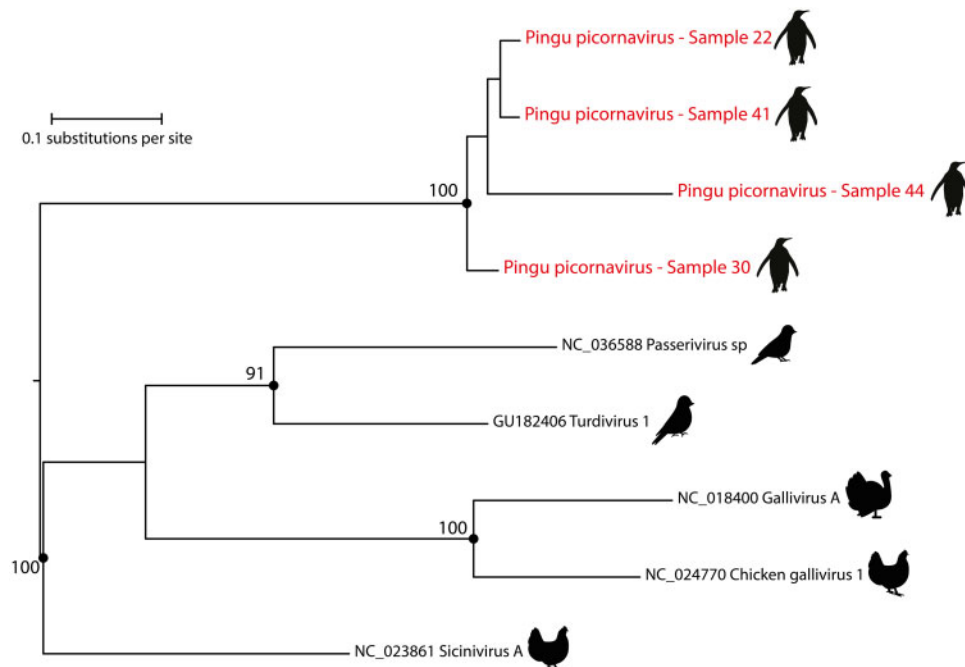 Pingu picornavirus - Sample 22
Pingu picornavirus - Sample 41
0.1 substitutions per site
100
Pingu picornavirus - Sample 44
Pingu picornavirus - Sample 30
NC_036588 Passerivirus sp
91
GU182406 Turdivirus 1
NC_018400 Gallivirus A
100
NC_024770 Chicken gallivirus 1
100
NC_023861 Sicinivirus A